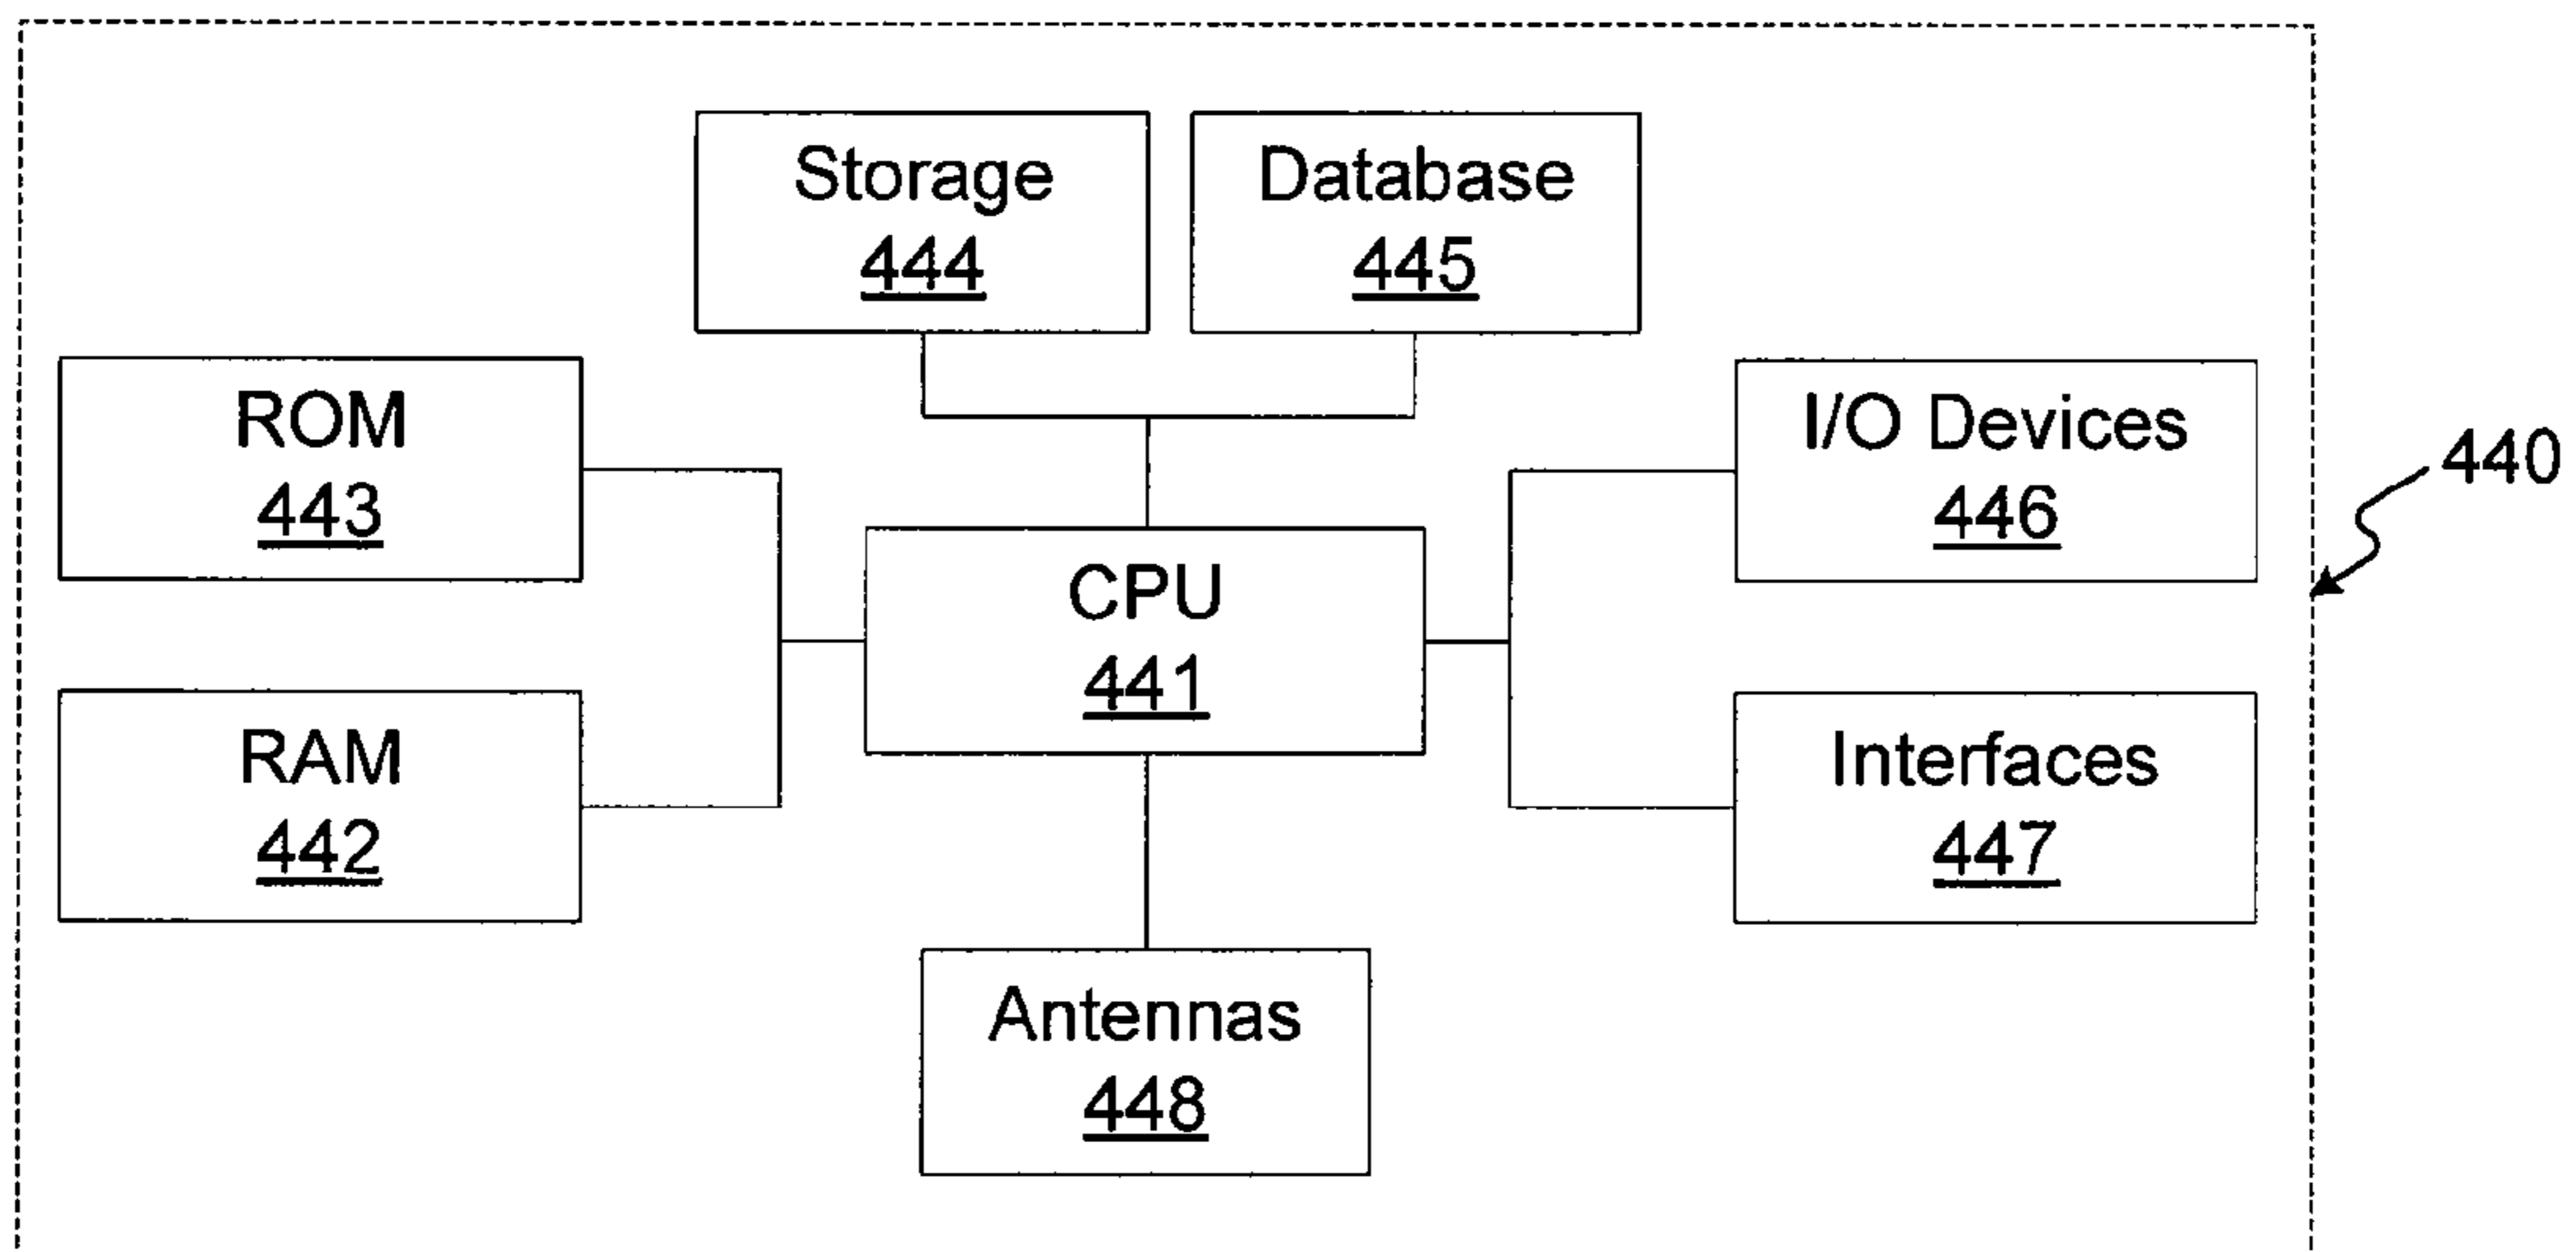 Storage
444
Database
445
ROM
443
I/O Devices
446
440
CPU
441
RAM
442
Interfaces
447
Antennas
448